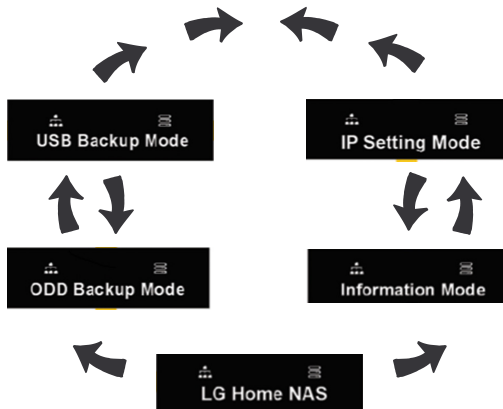 USB Backup Mode
IP Setting Mode
ODD Backup Mode
Information Mode
LG Home NAS